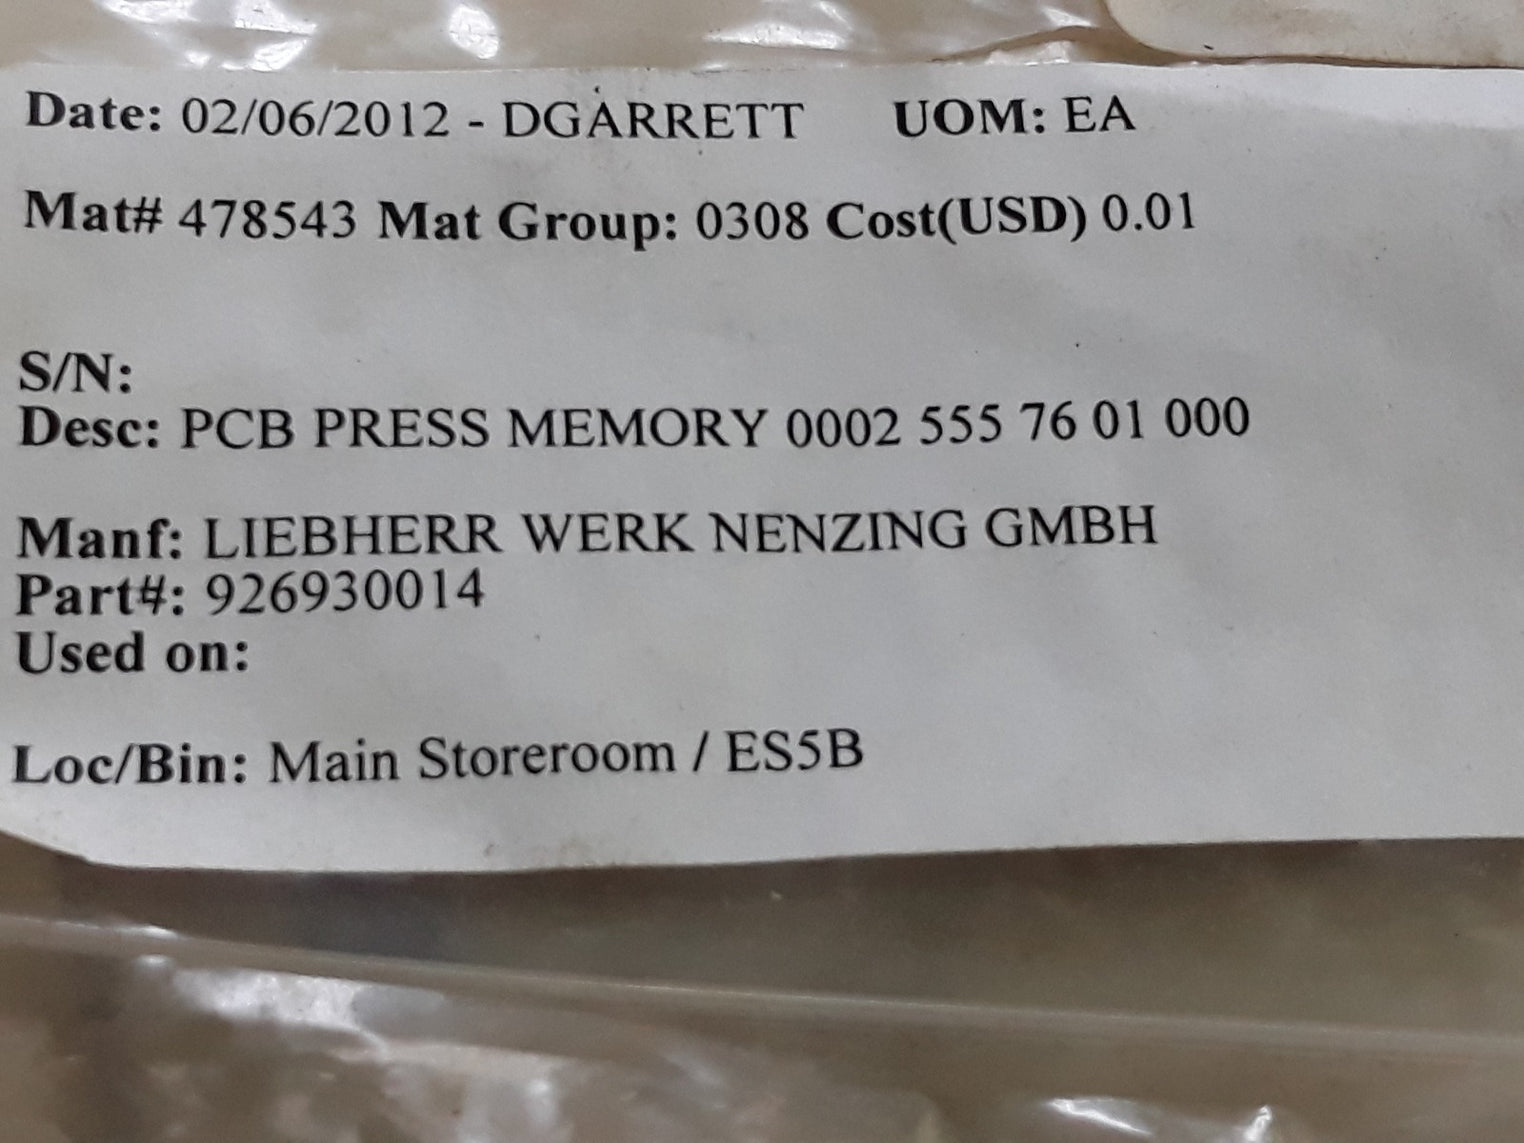 Date: 02/06/2012 - DGARRETT UOM: EA
Mat# 478543 Mat Group: 0308 Cost(USD) 0.01
S/N:
Desc: PCB PRESS MEMORY 0002 555 76 01 000
Manf: LIEBHERR WERK NENZING GMBH
Part#: 926930014
Used on:
Loc/Bin: Main Storeroom / ES5B